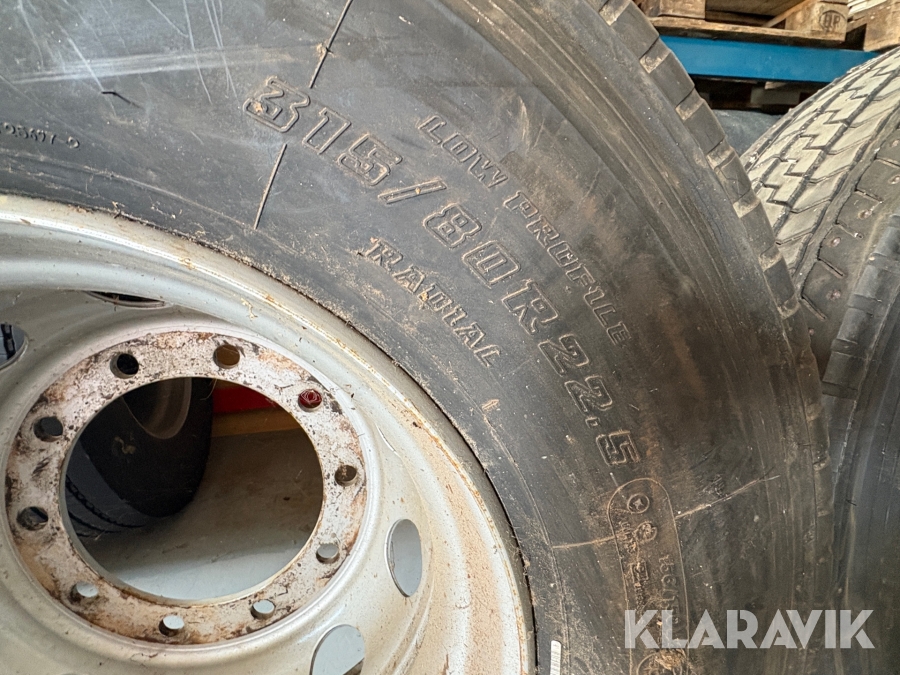 315/80R22.5
LOW PROFILE
RADIAL
KLARAVIK